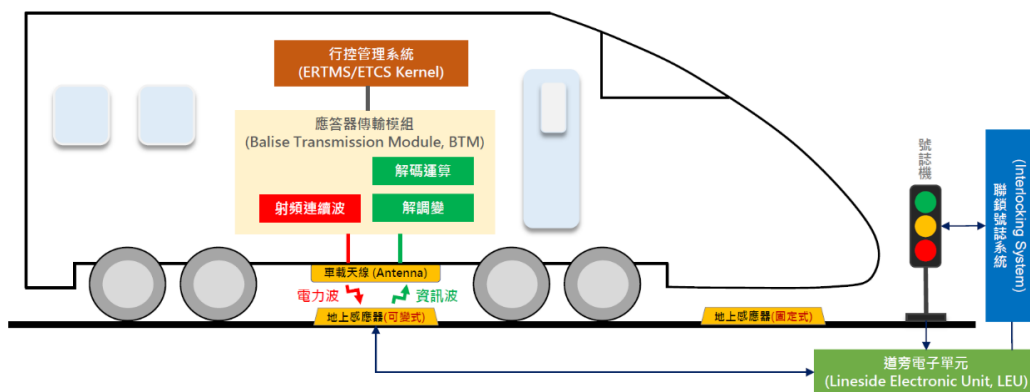 行控管理系統
(ERTMS/ETCS Kernel)
應答器傳輸模組
(Balise Transmission Module, BTM)
解碼運算
射頻連續波
解調變
車載天線 (Antenna)
電力波
資訊波
地上感應器(可變式)
地上感應器(固定式)
號誌機
聯鎖號誌系統
(Interlocking System)
道旁電子單元
(Lineside Electronic Unit, LEU)